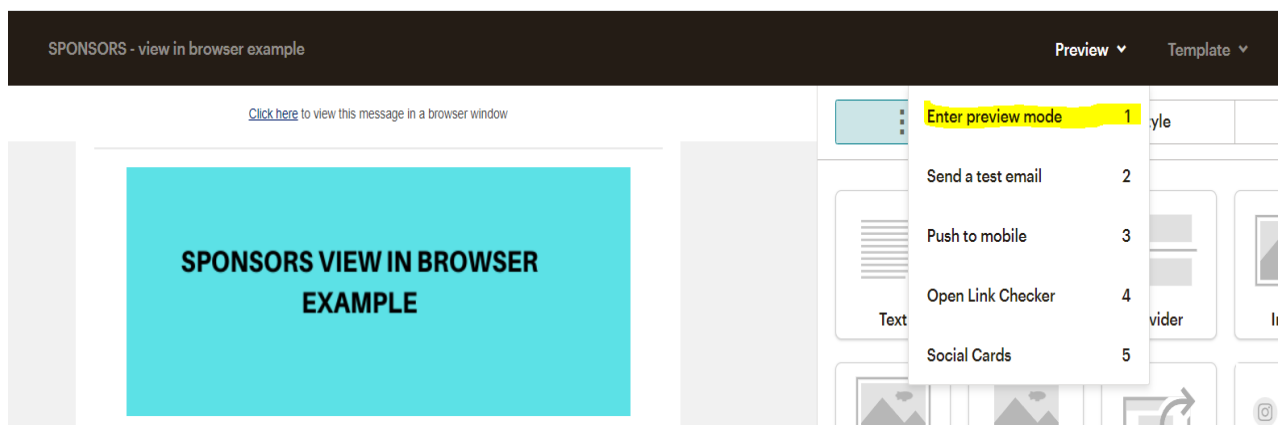 SPONSORS - view in browser example
Preview
Template
Click here to view this message in a browser window
SPONSORS VIEW IN BROWSER
EXAMPLE
Enter preview mode 1
Send a test email 2
Push to mobile 3
Open Link Checker 4
Social Cards 5
Text